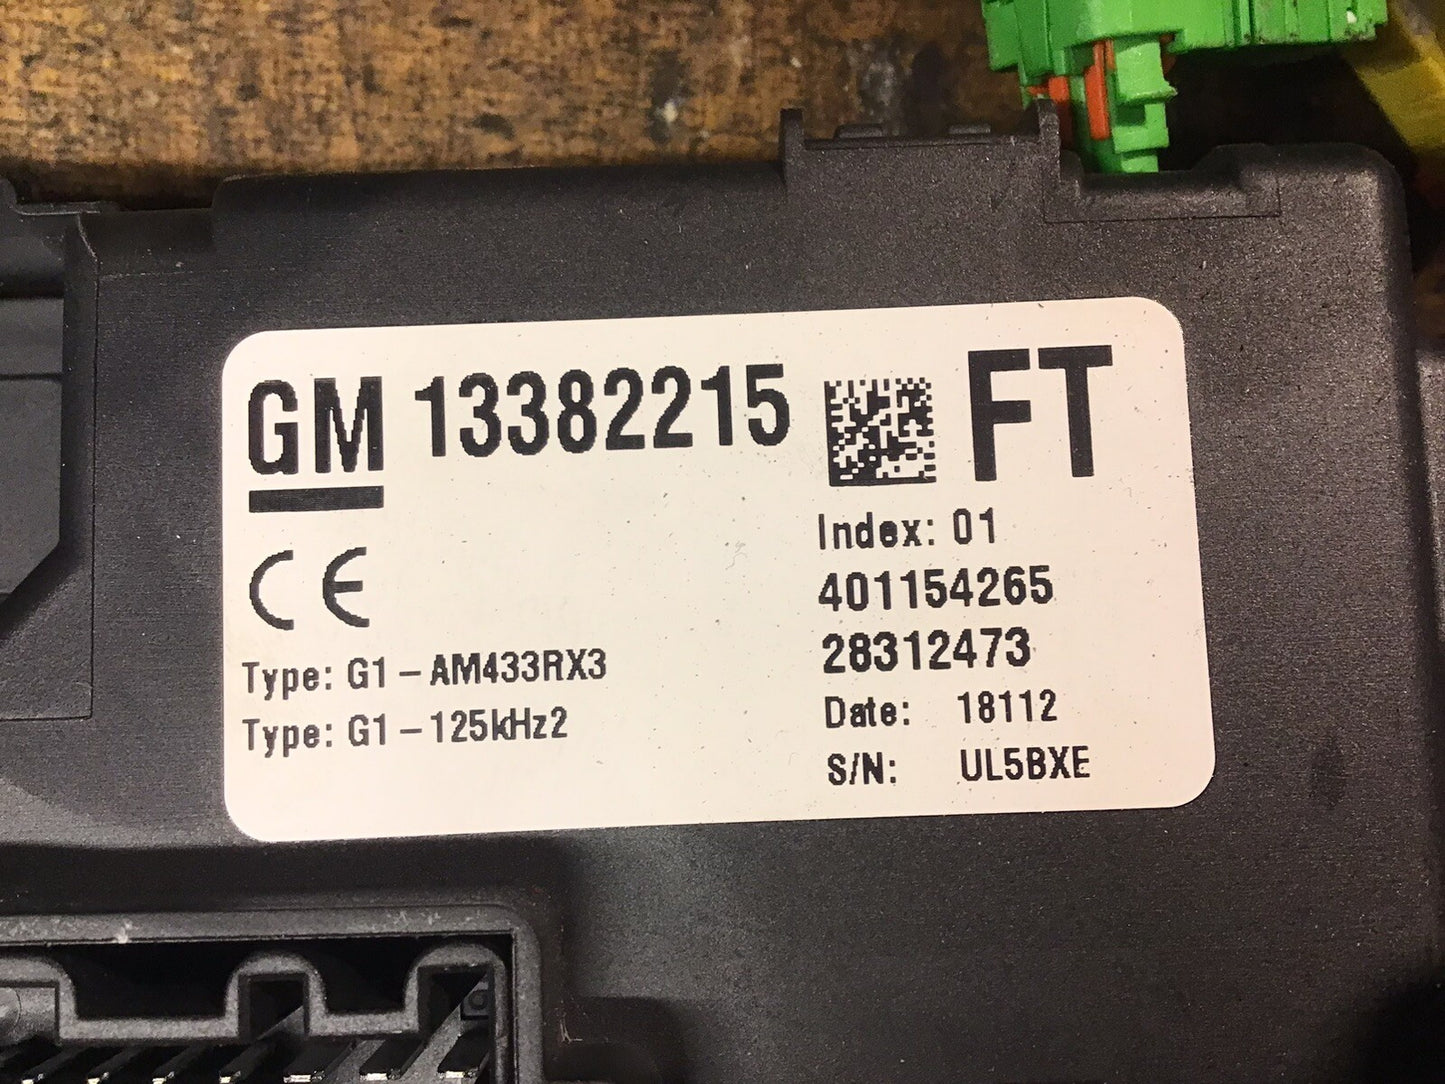 GM 13382215 FT
CE
Index: 01
401154265
28312473
Type: G1-AM433RX3
Type: G1-125kHz2
Date: 18112
S/N: UL5BXE